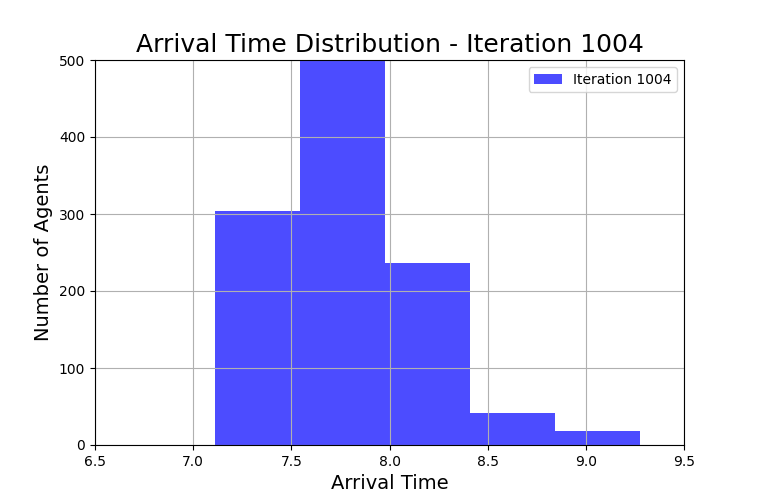 Arrival Time Distribution - Iteration 1004
Iteration 1004
500
400
300
200
100
0
Number of Agents
6.5 7.0 7.5 8.0 8.5 9.0 9.5
Arrival Time